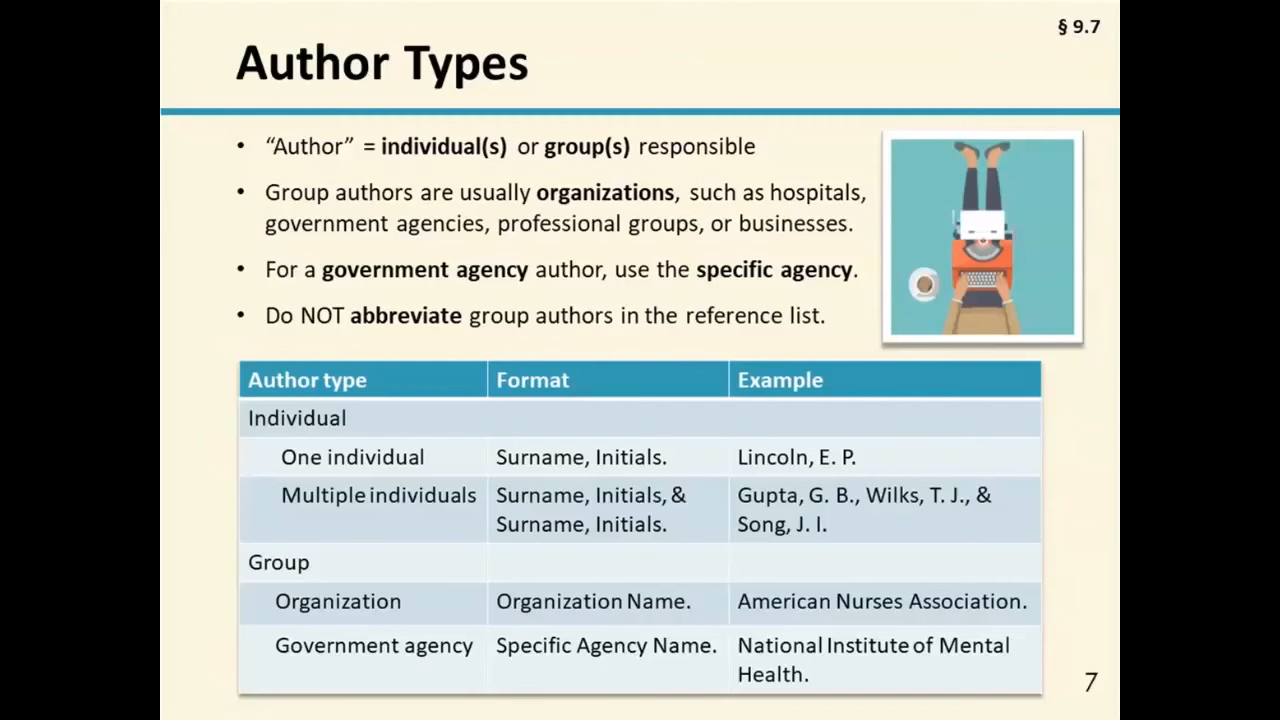 § 9.7
Author Types
• “Author” = individual(s) or group(s) responsible
• Group authors are usually organizations, such as hospitals,
government agencies, professional groups, or businesses.
• For a government agency author, use the specific agency.
• Do NOT abbreviate group authors in the reference list.
Author type Format Example
Individual
One individual Surname, Initials. Lincoln, E. P.
Multiple individuals Surname, Initials, & Gupta, G. B., Wilks, T. J., &
Surname, Initials. Song, J. I.
Group
Organization Organization Name. American Nurses Association.
Government agency Specific Agency Name. National Institute of Mental
Health.
7